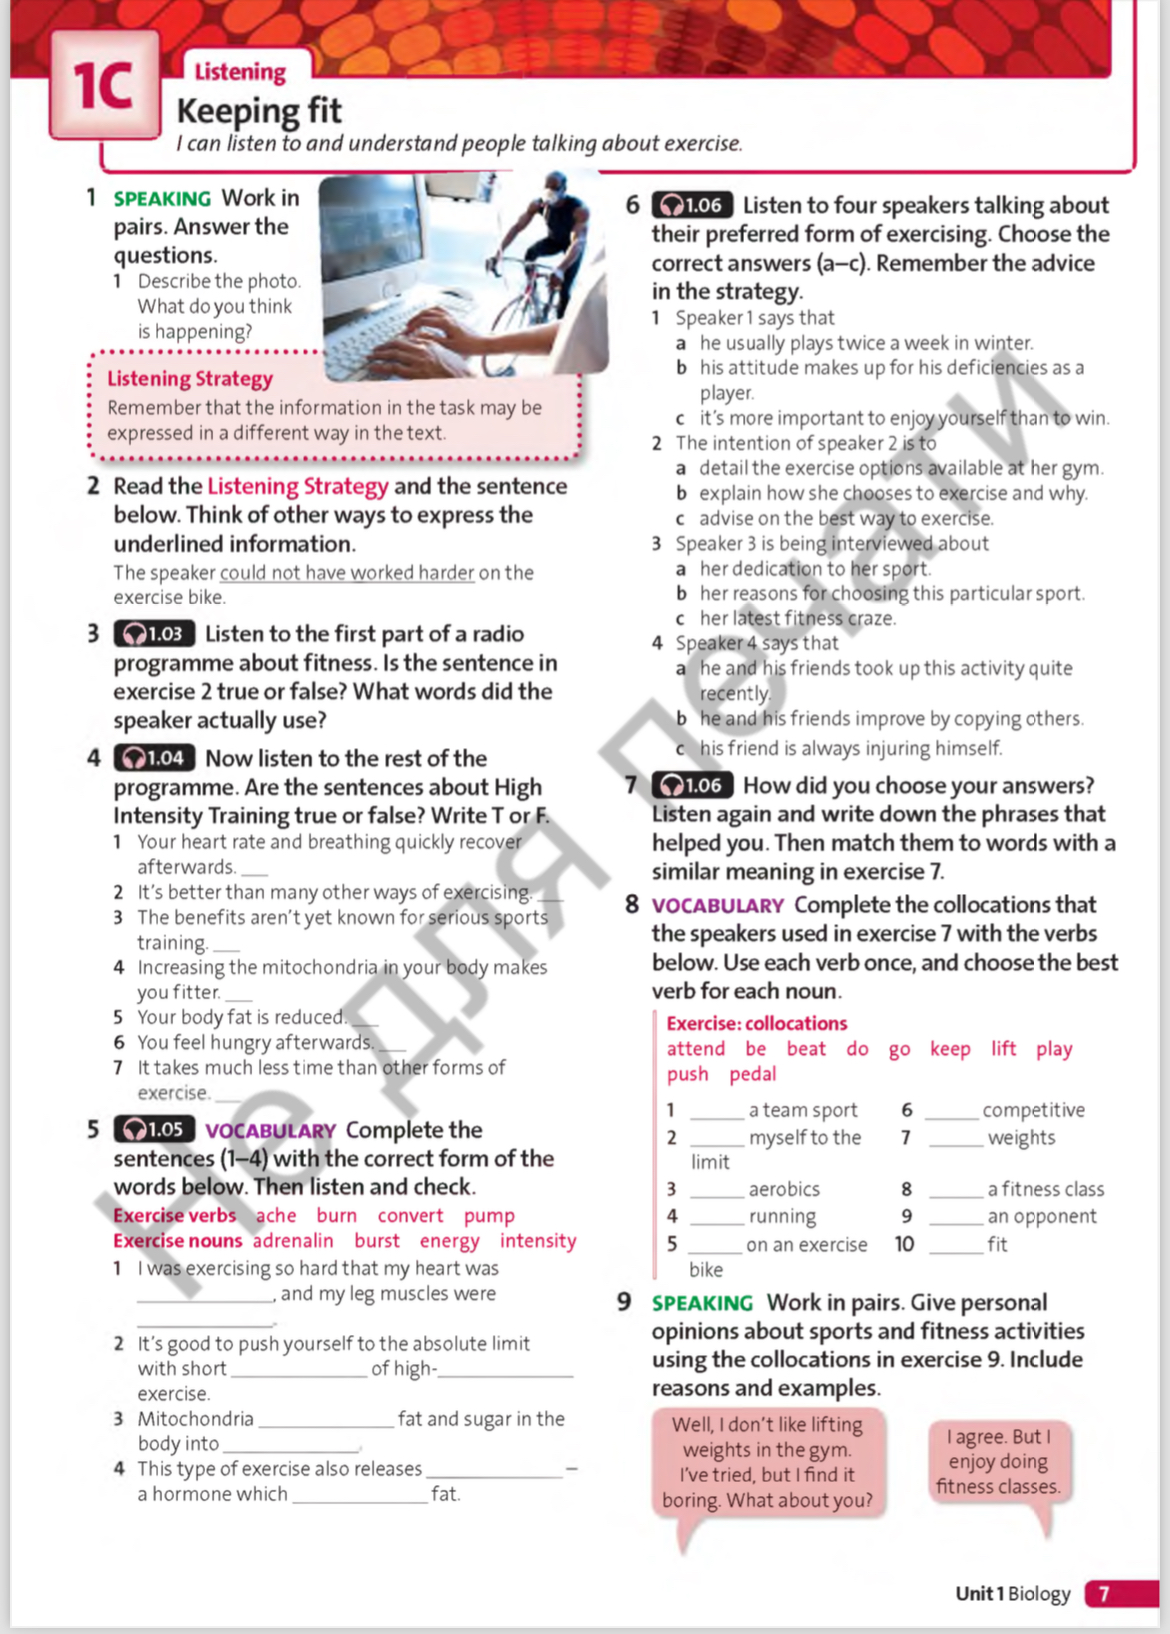 1C
Listening
Keeping fit
I can listen to and understand people talking about exercise.
1 SPEAKING Work in
pairs. Answer the
questions.
1 Describe the photo.
What do you think
is happening?
Listening Strategy
Remember that the information in the task may be
expressed in a different way in the text.
2 Read the Listening Strategy and the sentence
below. Think of other ways to express the
underlined information.
The speaker could not have worked harder on the
exercise bike.
3 1.03 Listen to the first part of a radio
programme about fitness. Is the sentence in
exercise 2 true or false? What words did the
speaker actually use?
4 1.04 Now listen to the rest of the
programme. Are the sentences about High
Intensity Training true or false? Write T or F.
1 Your heart rate and breathing quickly recover
afterwards. ___
2 It's better than many other ways of exercising. ___
3 The benefits aren't yet known for serious sports
training. ___
4 Increasing the mitochondria in your body makes
you fitter. ___
5 Your body fat is reduced. ___
6 You feel hungry afterwards. ___
7 It takes much less time than other forms of
exercise. ___
5 1.05 VOCABULARY Complete the
sentences (1–4) with the correct form of the
words below. Then listen and check.
Exercise verbs ache burn convert pump
Exercise nouns adrenalin burst energy intensity
1 I was exercising so hard that my heart was
_______________, and my leg muscles were
_______________.
2 It's good to push yourself to the absolute limit
with short _______________ of high-_______________
exercise.
3 Mitochondria _______________ fat and sugar in the
body into _______________.
4 This type of exercise also releases _______________ –
a hormone which _______________ fat.
6 1.06 Listen to four speakers talking about
their preferred form of exercising. Choose the
correct answers (a–c). Remember the advice
in the strategy.
1 Speaker 1 says that
a he usually plays twice a week in winter.
b his attitude makes up for his deficiencies as a
player.
c it's more important to enjoy yourself than to win.
2 The intention of speaker 2 is to
a detail the exercise options available at her gym.
b explain how she chooses to exercise and why.
c advise on the best way to exercise.
3 Speaker 3 is being interviewed about
a her dedication to her sport.
b her reasons for choosing this particular sport.
c her latest fitness craze.
4 Speaker 4 says that
a he and his friends took up this activity quite
recently.
b he and his friends improve by copying others.
c his friend is always injuring himself.
7 1.06 How did you choose your answers?
Listen again and write down the phrases that
helped you. Then match them to words with a
similar meaning in exercise 7.
8 VOCABULARY Complete the collocations that
the speakers used in exercise 7 with the verbs
below. Use each verb once, and choose the best
verb for each noun.
Exercise: collocations
attend be beat do go keep lift play
push pedal
1 ______ a team sport
2 ______ myself to the
limit
3 ______ aerobics
4 ______ running
5 ______ on an exercise
bike
6 ______ competitive
7 ______ weights
8 ______ a fitness class
9 ______ an opponent
10 ______ fit
9 SPEAKING Work in pairs. Give personal
opinions about sports and fitness activities
using the collocations in exercise 9. Include
reasons and examples.
Well, I don't like lifting
weights in the gym.
I've tried, but I find it
boring. What about you?
I agree. But I
enjoy doing
fitness classes.
Unit 1 Biology 7
Не для печати